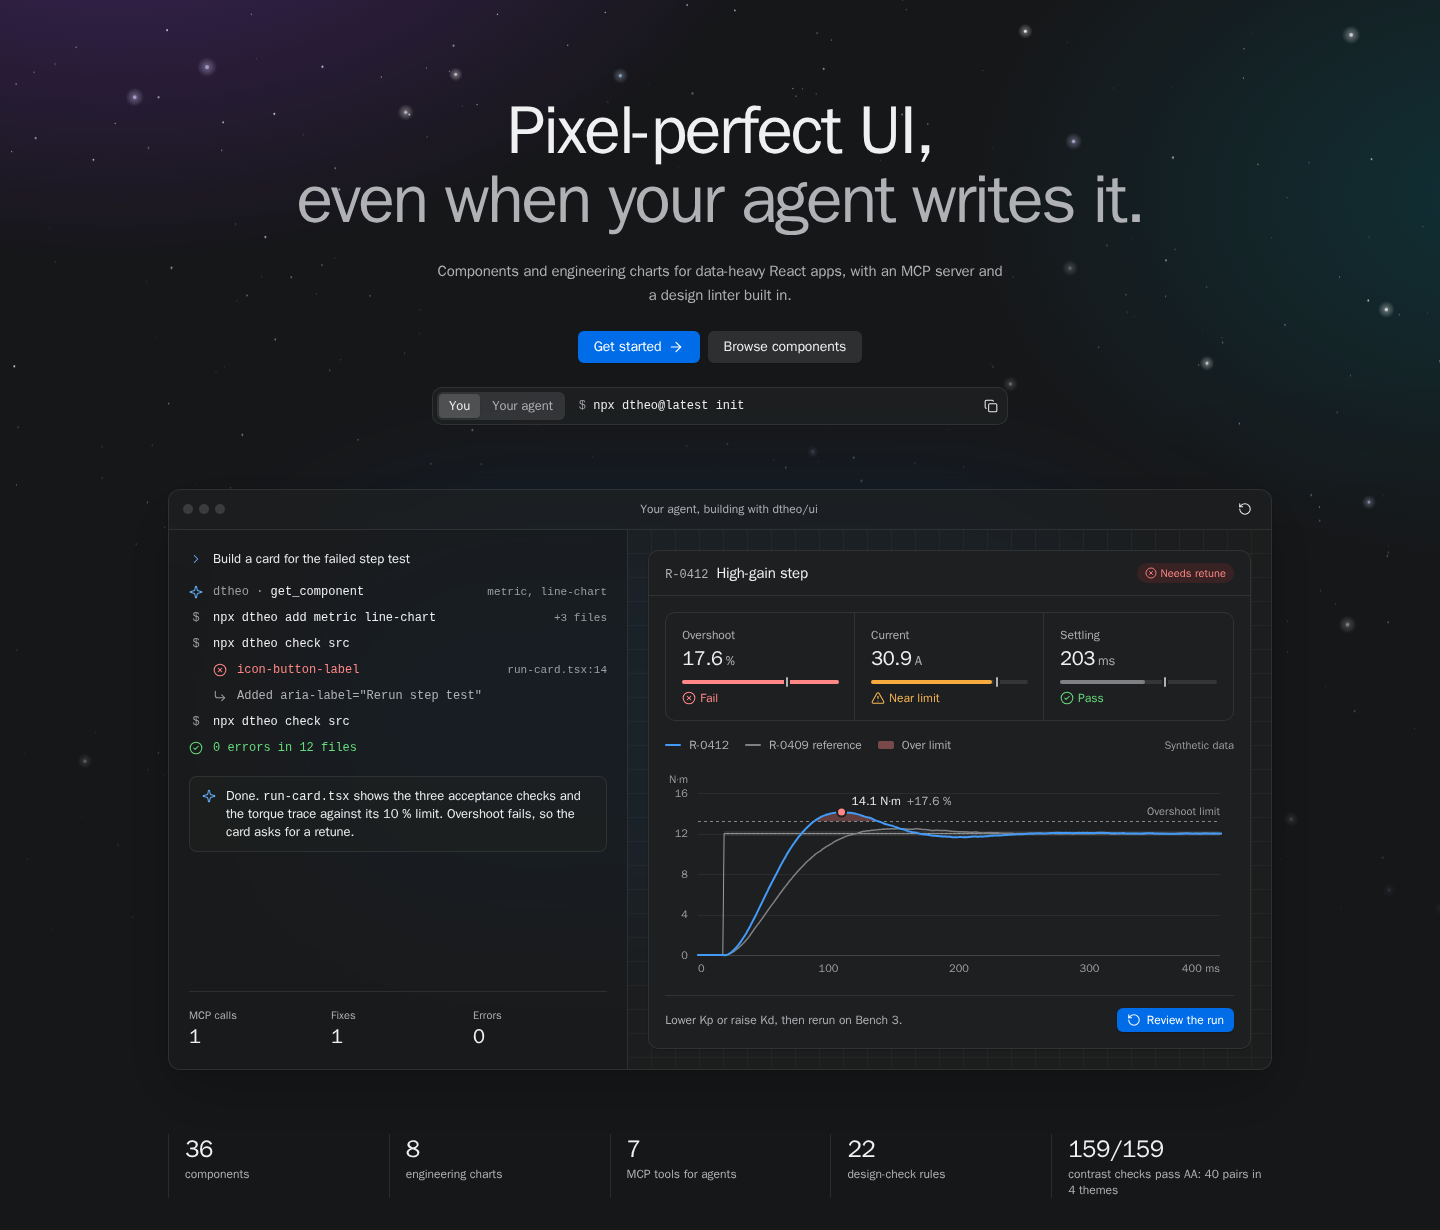 Pixel-perfect UI,
even when your agent writes it.
Components and engineering charts for data-heavy React apps, with an MCP server and
a design linter built in.
Get started
Browse components
You
Your agent
$ npx dtheo@latest init
Your agent, building with dtheo/ui
Build a card for the failed step test
dtheo · get_component
metric, line-chart
$ npx dtheo add metric line-chart
+3 files
$ npx dtheo check src
icon-button-label
run-card.tsx:14
Added aria-label="Rerun step test"
$ npx dtheo check src
0 errors in 12 files
Done. run-card.tsx shows the three acceptance checks and
the torque trace against its 10 % limit. Overshoot fails, so the
card asks for a retune.
MCP calls
1
Fixes
1
Errors
0
R-0412 High-gain step
Needs retune
Overshoot
17.6 %
Fail
Current
30.9 A
Near limit
Settling
203 ms
Pass
R-0412
R-0409 reference
Over limit
Synthetic data
N·m
16
14.1 N·m +17.6 %
Overshoot limit
12
8
4
0
0
100
200
300
400 ms
Lower Kp or raise Kd, then rerun on Bench 3.
Review the run
36
components
8
engineering charts
7
MCP tools for agents
22
design-check rules
159/159
contrast checks pass AA: 40 pairs in
4 themes